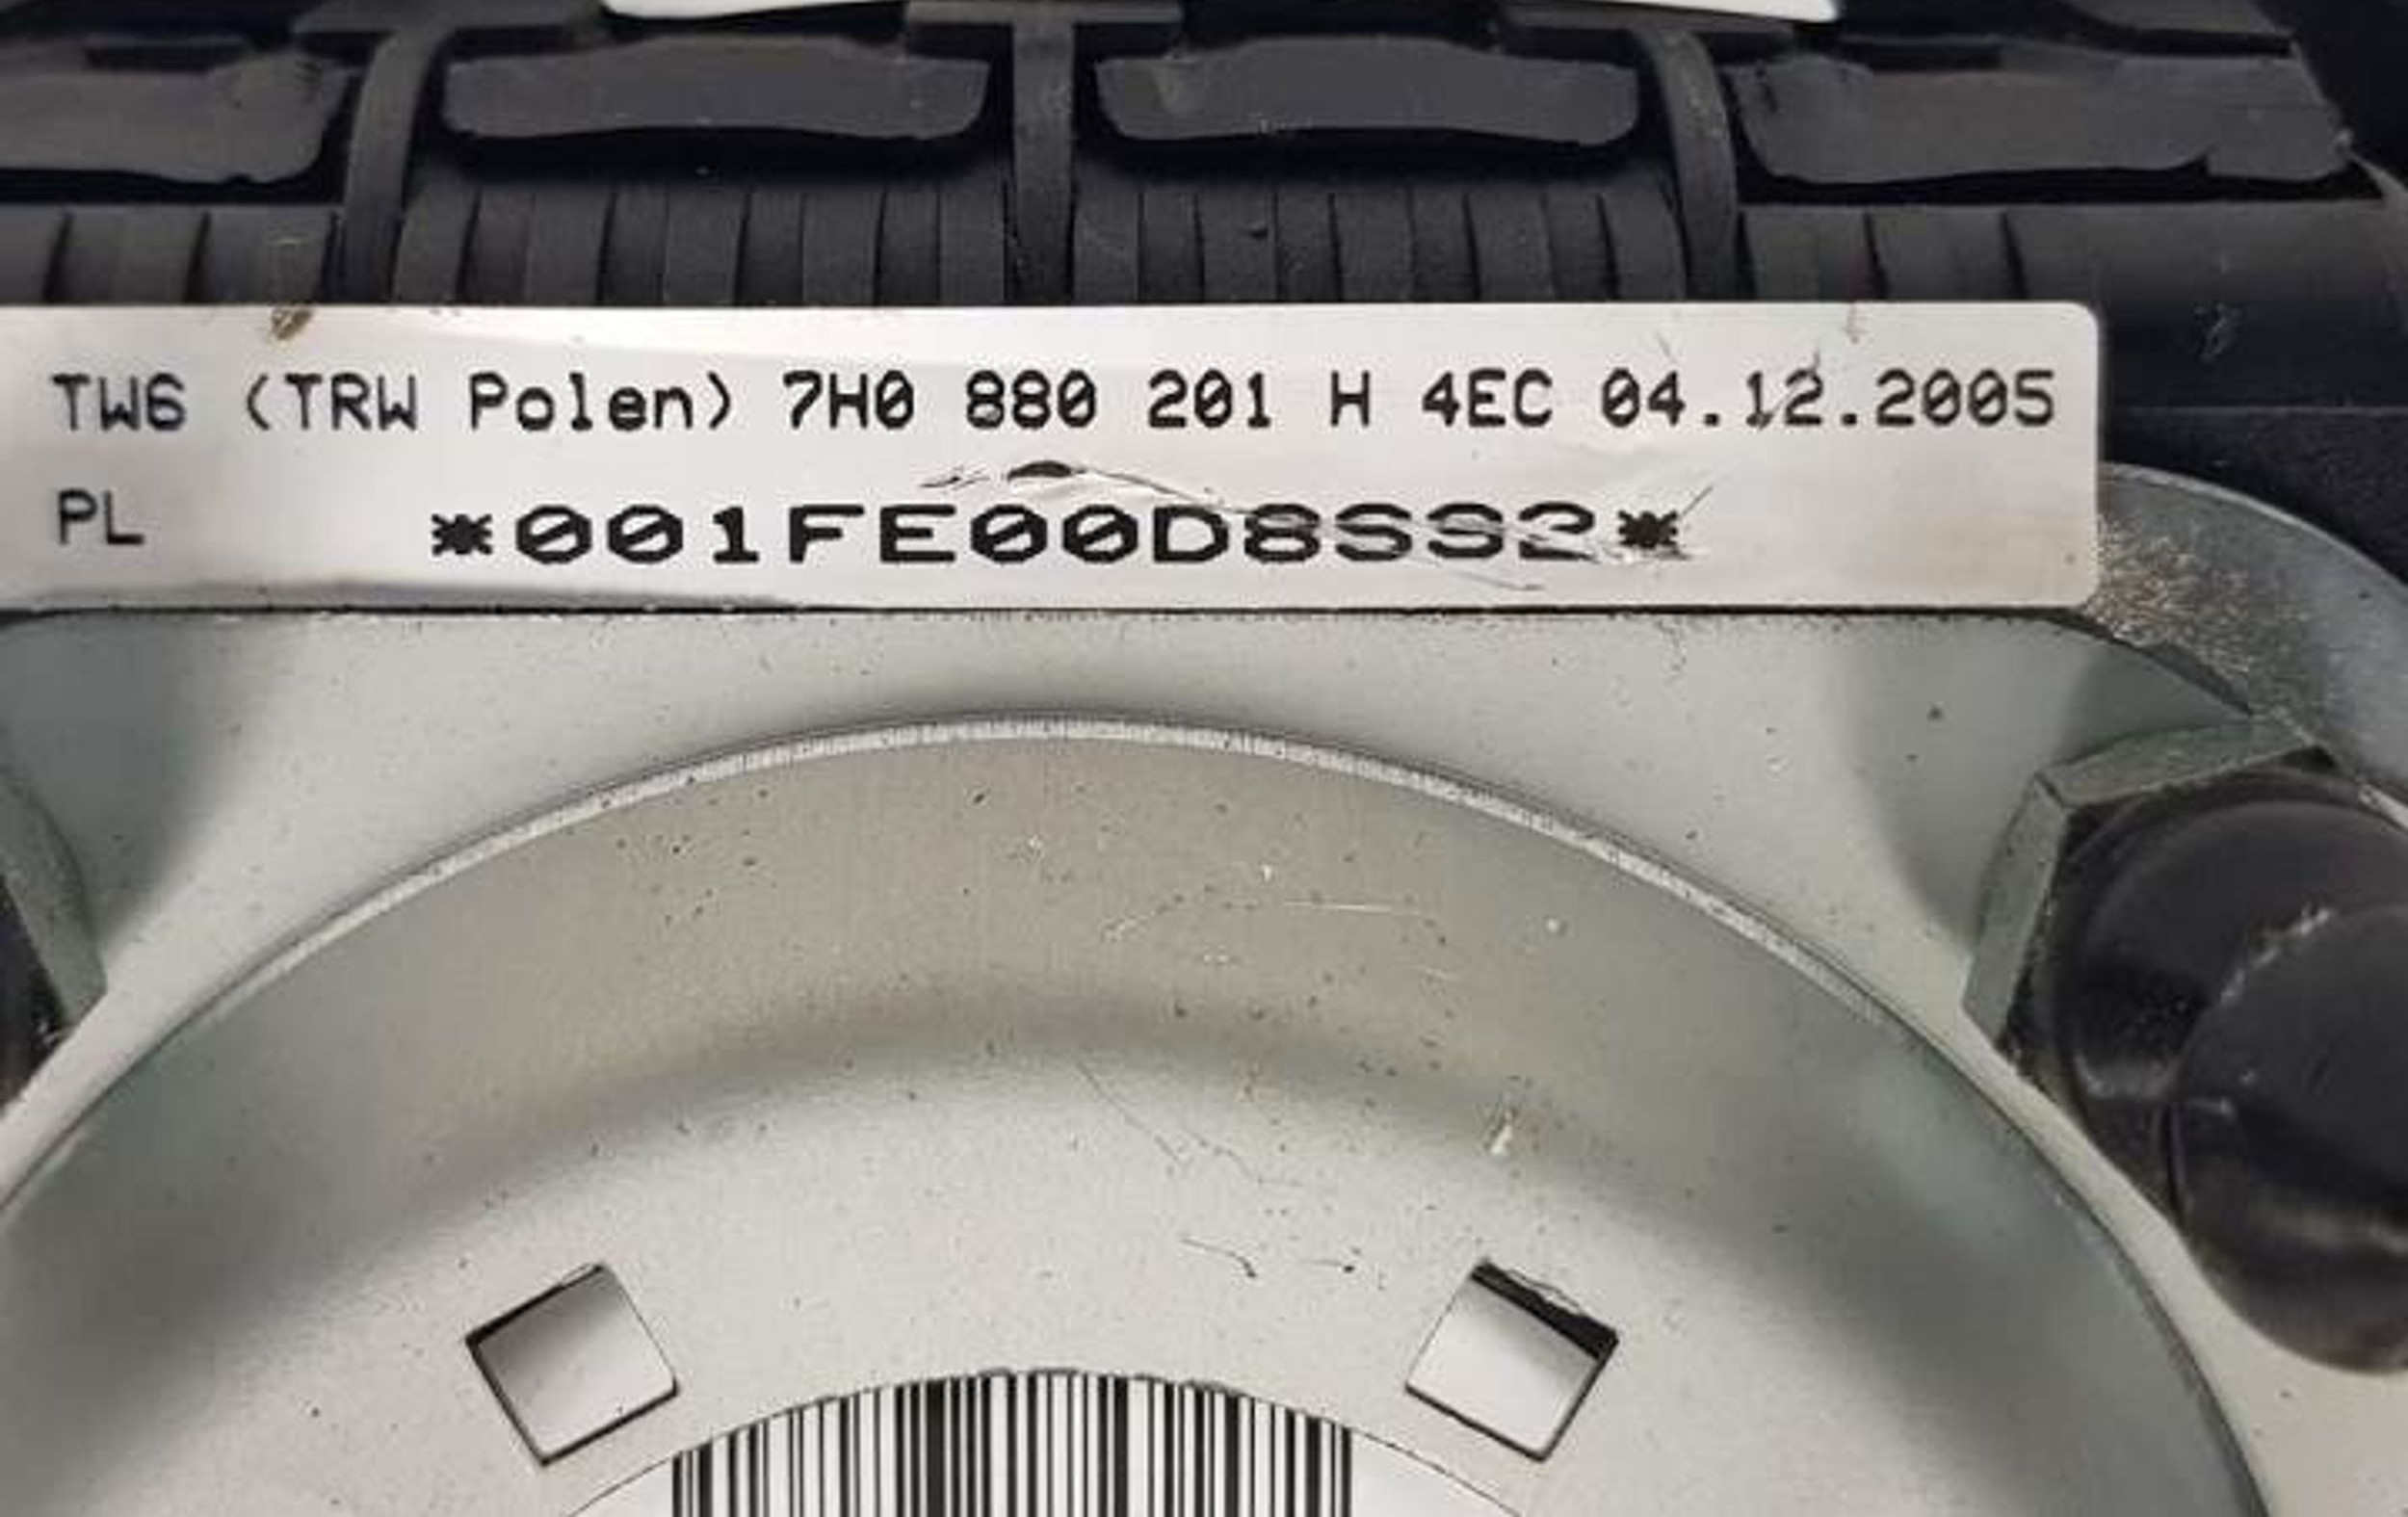 TW6 (TRW Polen) 7H0 880 201 H 4EC 04.12.2005
PL *001FE00D8SS2*